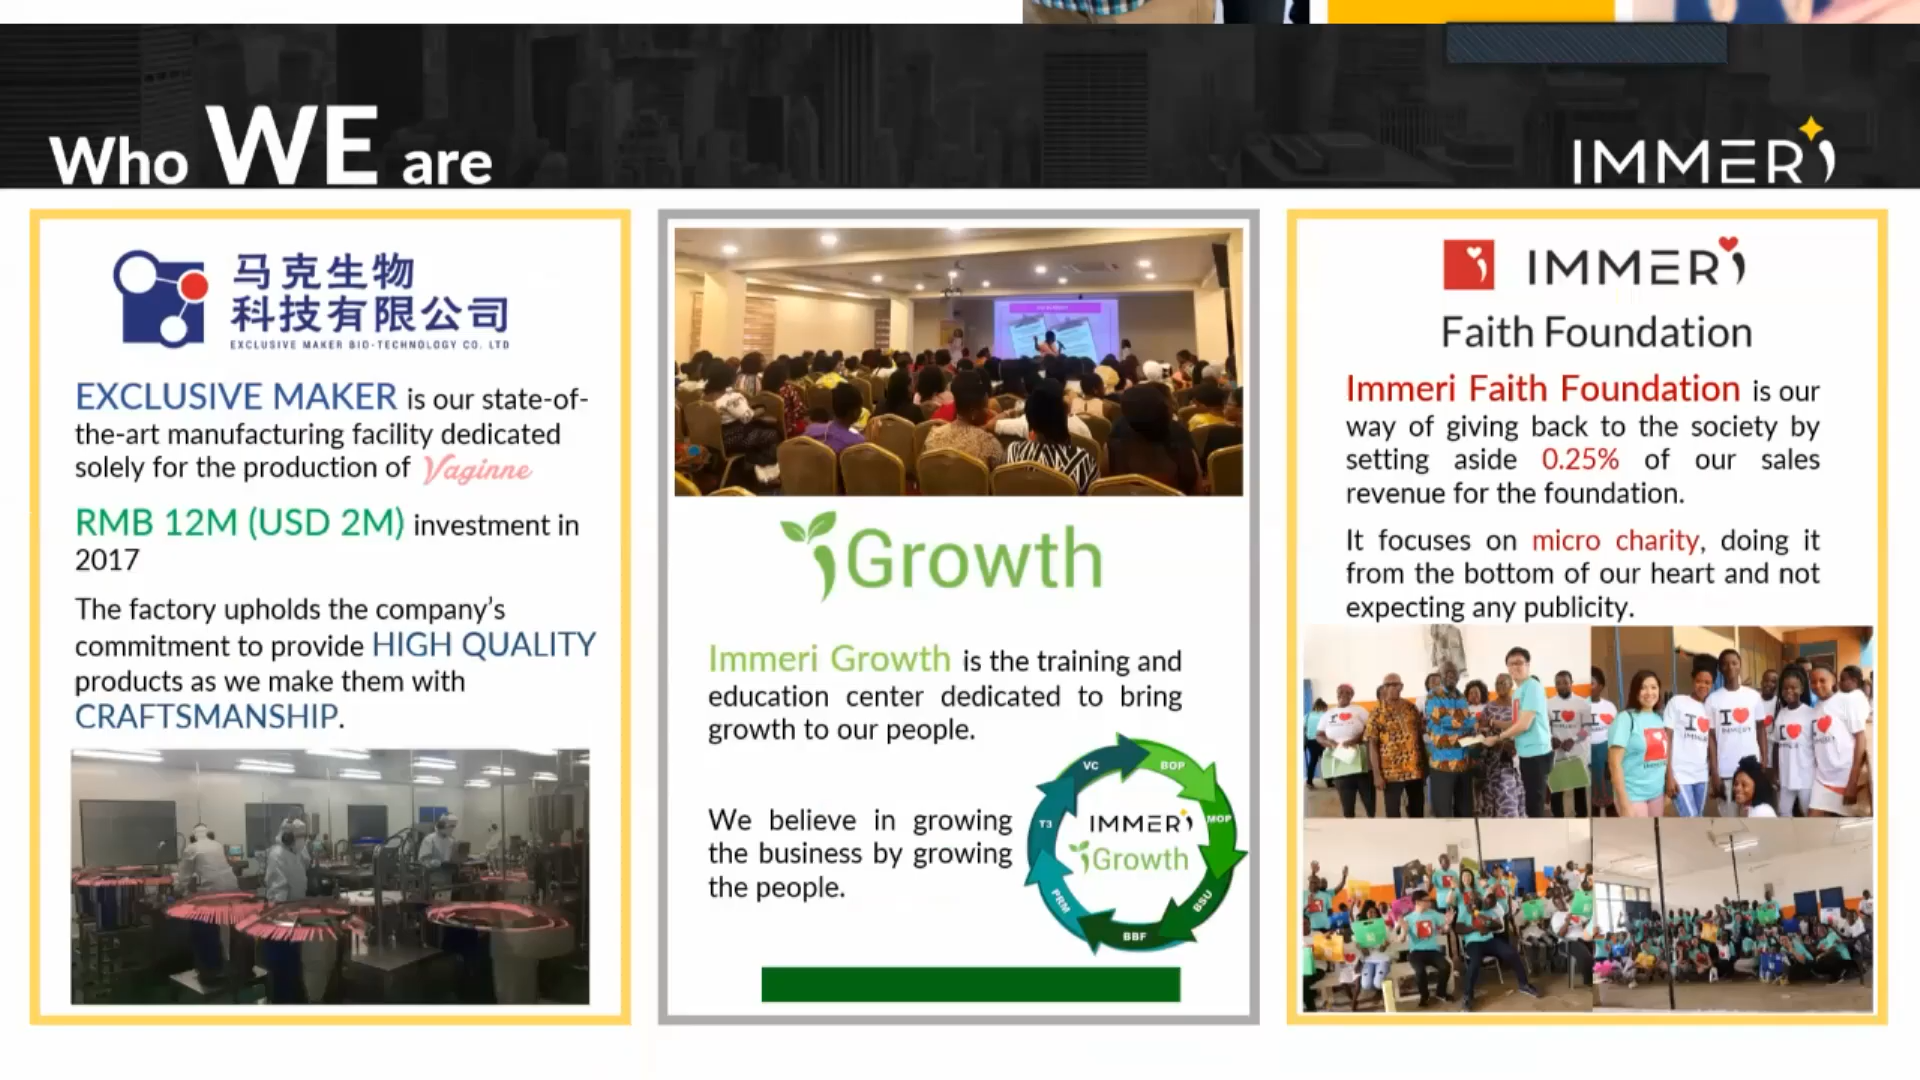 Who WE are
IMMERi
马克生物
科技有限公司
EXCLUSIVE MAKER BIO-TECHNOLOGY CO. LTD
EXCLUSIVE MAKER is our state-of-
the-art manufacturing facility dedicated
solely for the production of Vaginne
RMB 12M (USD 2M) investment in
2017
The factory upholds the company's
commitment to provide HIGH QUALITY
products as we make them with
CRAFTSMANSHIP.
iGrowth
Immeri Growth is the training and
education center dedicated to bring
growth to our people.
We believe in growing
the business by growing
the people.
VC
BOP
MOP
BSU
BBF
PRM
T3
IMMERi
iGrowth
IMMERi
Faith Foundation
Immeri Faith Foundation is our
way of giving back to the society by
setting aside 0.25% of our sales
revenue for the foundation.
It focuses on micro charity, doing it
from the bottom of our heart and not
expecting any publicity.